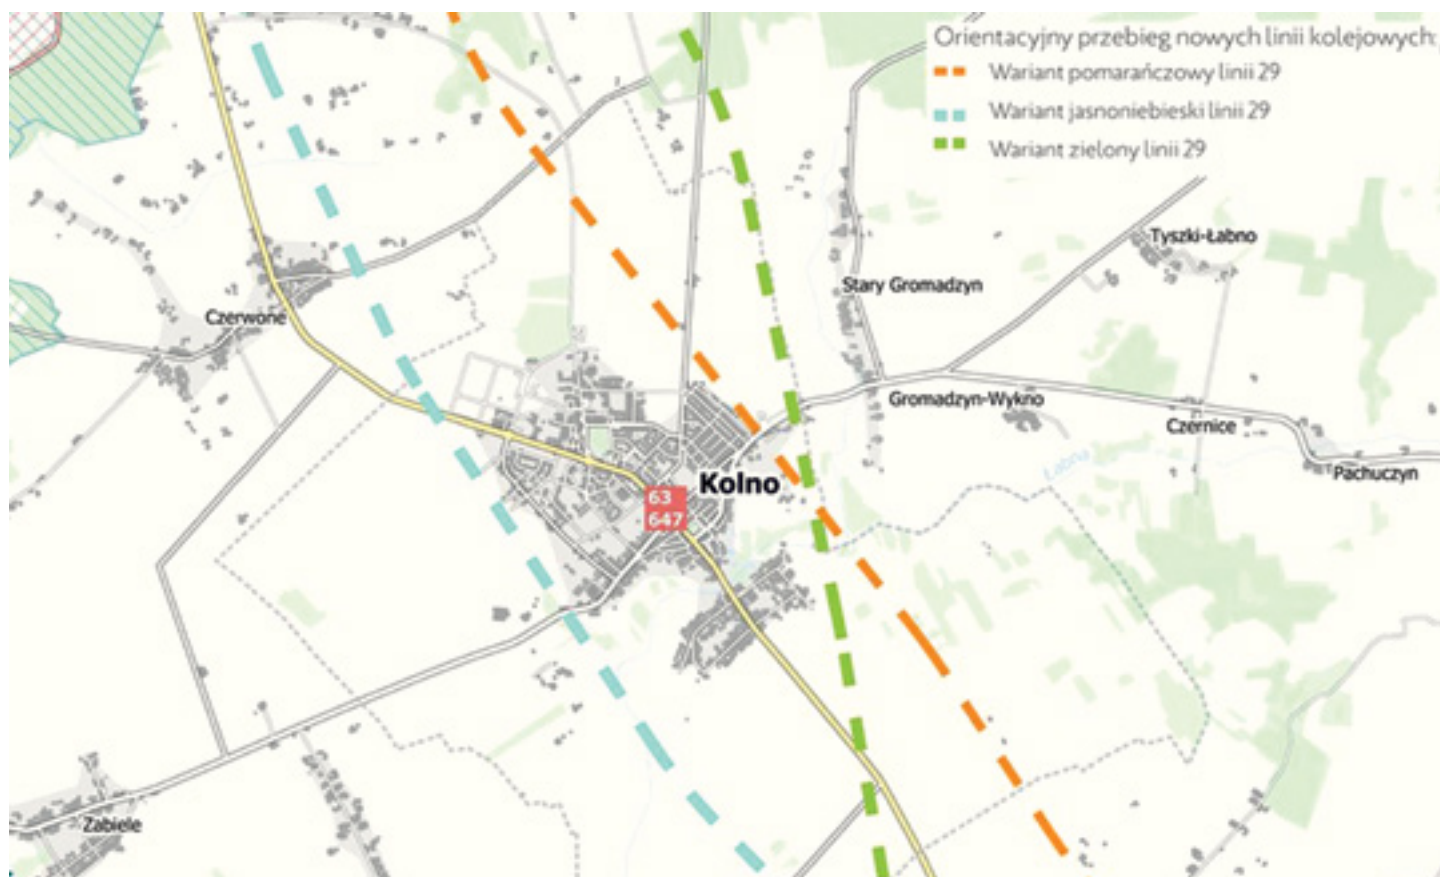 Orientacyjny przebieg nowych linii kolejowych:
Wariant pomarańczowy linii 29
Wariant jasnoniebieski linii 29
Wariant zielony linii 29
Tyszki-Łabno
Stary Gromadzyn
Czerwone
Gromadzyn-Wykno
Czernice
Łabna
Pachuczyn
Kolno
63
647
Zabiele